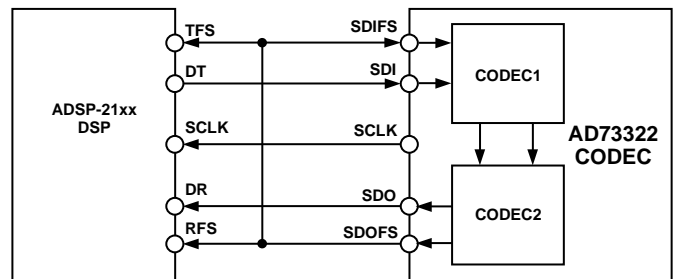 TFS
SDIFS
DT
SDI
CODEC1
ADSP-21xx
DSP
SCLK
SCLK
AD73322
CODEC
DR
SDO
CODEC2
RFS
SDOFS